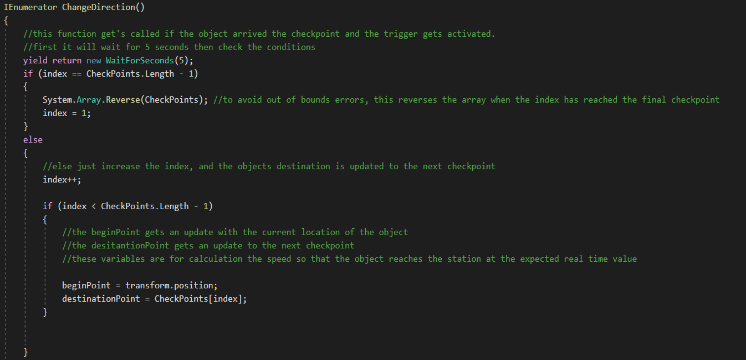 IEnumerator ChangeDirection()
{
//this function get's called if the object arrived the checkpoint and the trigger gets activated.
//first it will wait for 5 seconds then check the conditions
yield return new WaitForSeconds(5);
if (index == CheckPoints.Length - 1)
{
System.Array.Reverse(CheckPoints); //to avoid out of bounds errors, this reverses the array when the index has reached the final checkpoint
index = 1;
}
else
{
//else just increase the index, and the objects destination is updated to the next checkpoint
index++;
if (index < CheckPoints.Length - 1)
{
//the beginPoint gets an update with the current location of the object
//the desitantionPoint gets an update to the next checkpoint
//these variables are for calculation the speed so that the object reaches the station at the expected real time value
beginPoint = transform.position;
destinationPoint = CheckPoints[index];
}
}